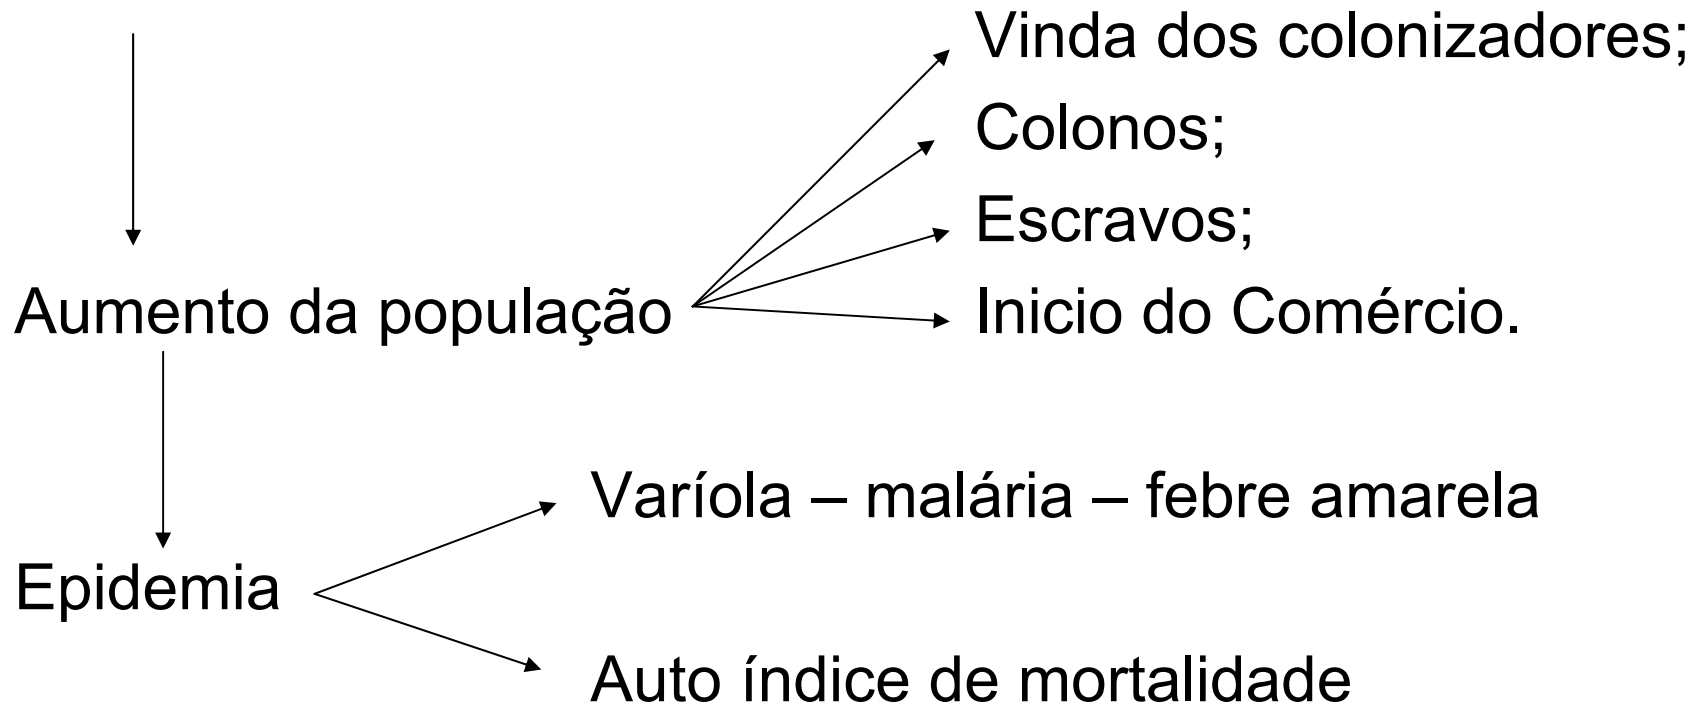 Vinda dos colonizadores;
Colonos;
Escravos;
Aumento da população
Inicio do Comércio.
Varíola – malária – febre amarela
Epidemia
Auto índice de mortalidade